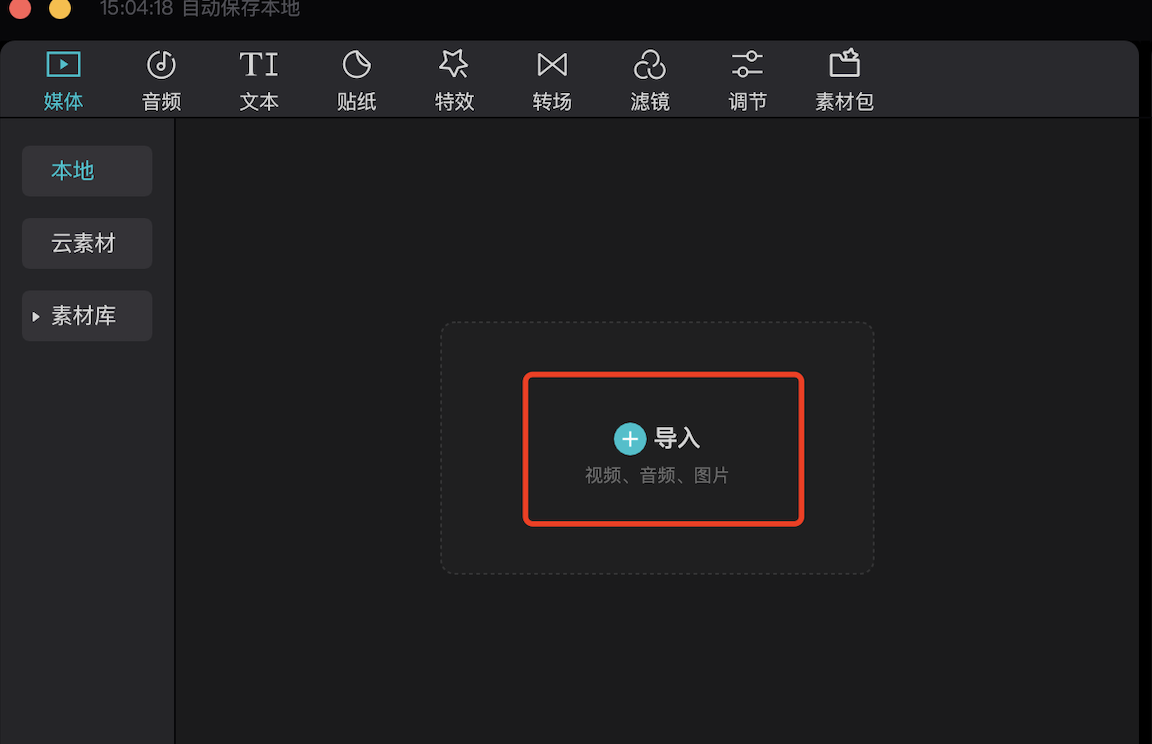 15:04:18 自动保存本地
媒体 音频 文本 贴纸 特效 转场 滤镜 调节 素材包
本地
云素材
素材库
导入
视频、音频、图片